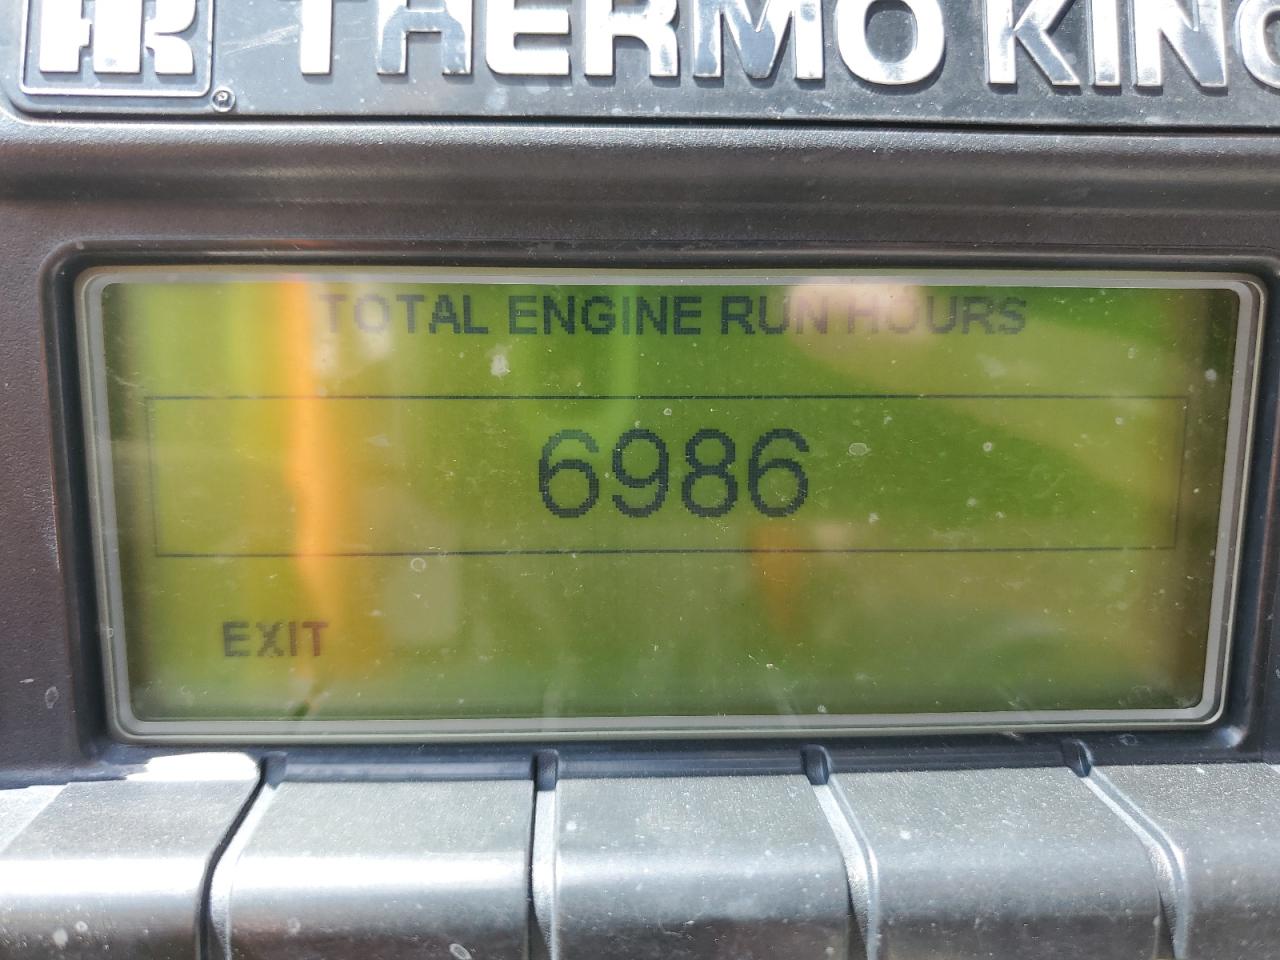 THERMO KING
TOTAL ENGINE RUN HOURS
6986
EXIT